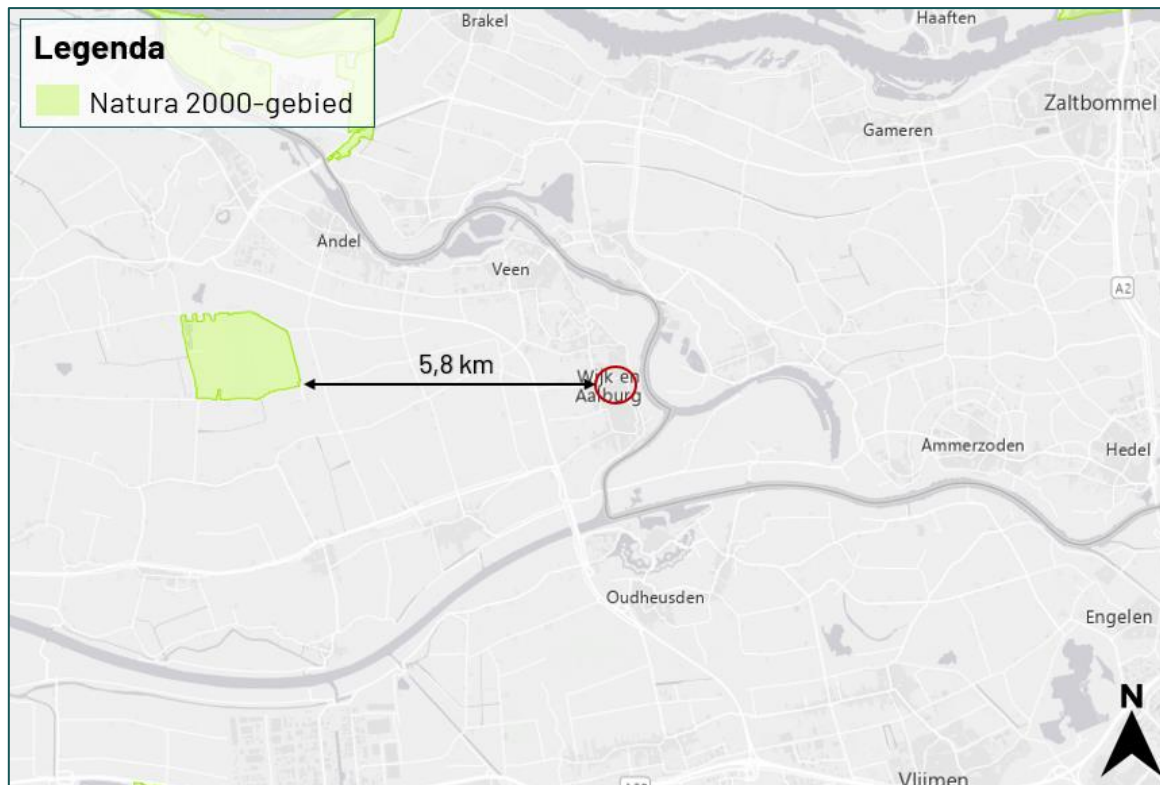 Legenda
Natura 2000-gebied
Brakel
Haaften
Zaltbommel
Gameren
Andel
Veen
A2
5,8 km
Wijk en
Aalburg
Ammerzoden
Hedel
Oudheusden
Engelen
N
Vlijmen